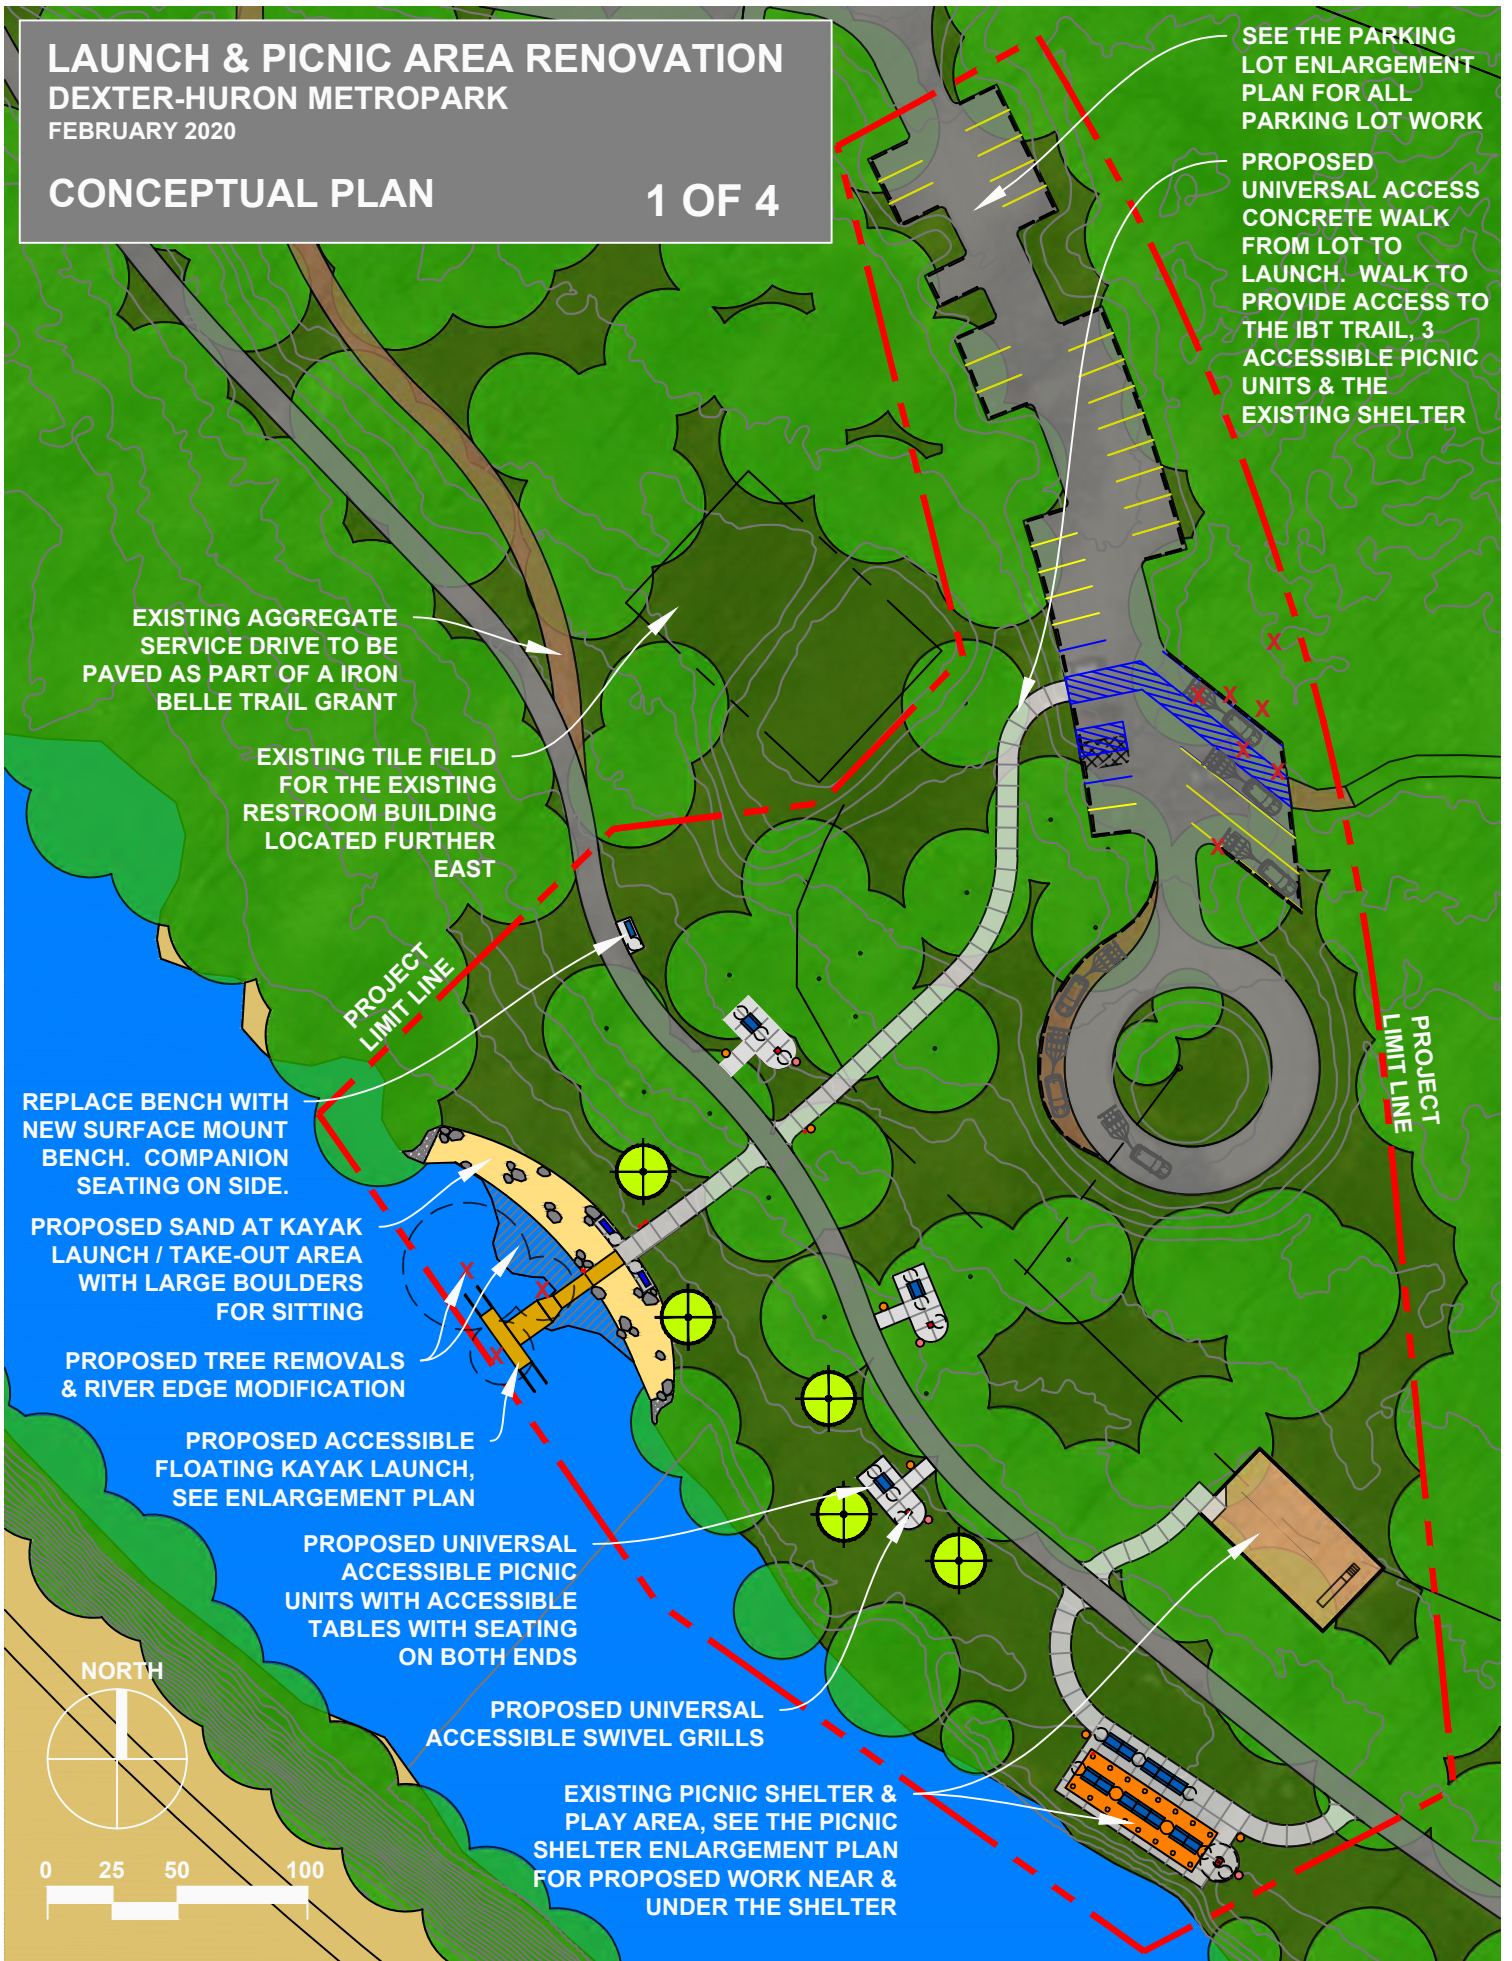 LAUNCH & PICNIC AREA RENOVATION
DEXTER-HURON METROPARK
FEBRUARY 2020
CONCEPTUAL PLAN 1 OF 4
SEE THE PARKING
LOT ENLARGEMENT
PLAN FOR ALL
PARKING LOT WORK
PROPOSED
UNIVERSAL ACCESS
CONCRETE WALK
FROM LOT TO
LAUNCH. WALK TO
PROVIDE ACCESS TO
THE IBT TRAIL, 3
ACCESSIBLE PICNIC
UNITS & THE
EXISTING SHELTER
EXISTING AGGREGATE
SERVICE DRIVE TO BE
PAVED AS PART OF A IRON
BELLE TRAIL GRANT
EXISTING TILE FIELD
FOR THE EXISTING
RESTROOM BUILDING
LOCATED FURTHER
EAST
PROJECT
LIMIT LINE
PROJECT
LIMIT LINE
REPLACE BENCH WITH
NEW SURFACE MOUNT
BENCH. COMPANION
SEATING ON SIDE.
PROPOSED SAND AT KAYAK
LAUNCH / TAKE-OUT AREA
WITH LARGE BOULDERS
FOR SITTING
PROPOSED TREE REMOVALS
& RIVER EDGE MODIFICATION
PROPOSED ACCESSIBLE
FLOATING KAYAK LAUNCH,
SEE ENLARGEMENT PLAN
PROPOSED UNIVERSAL
ACCESSIBLE PICNIC
UNITS WITH ACCESSIBLE
TABLES WITH SEATING
ON BOTH ENDS
PROPOSED UNIVERSAL
ACCESSIBLE SWIVEL GRILLS
EXISTING PICNIC SHELTER &
PLAY AREA, SEE THE PICNIC
SHELTER ENLARGEMENT PLAN
FOR PROPOSED WORK NEAR &
UNDER THE SHELTER
NORTH
0 25 50 100